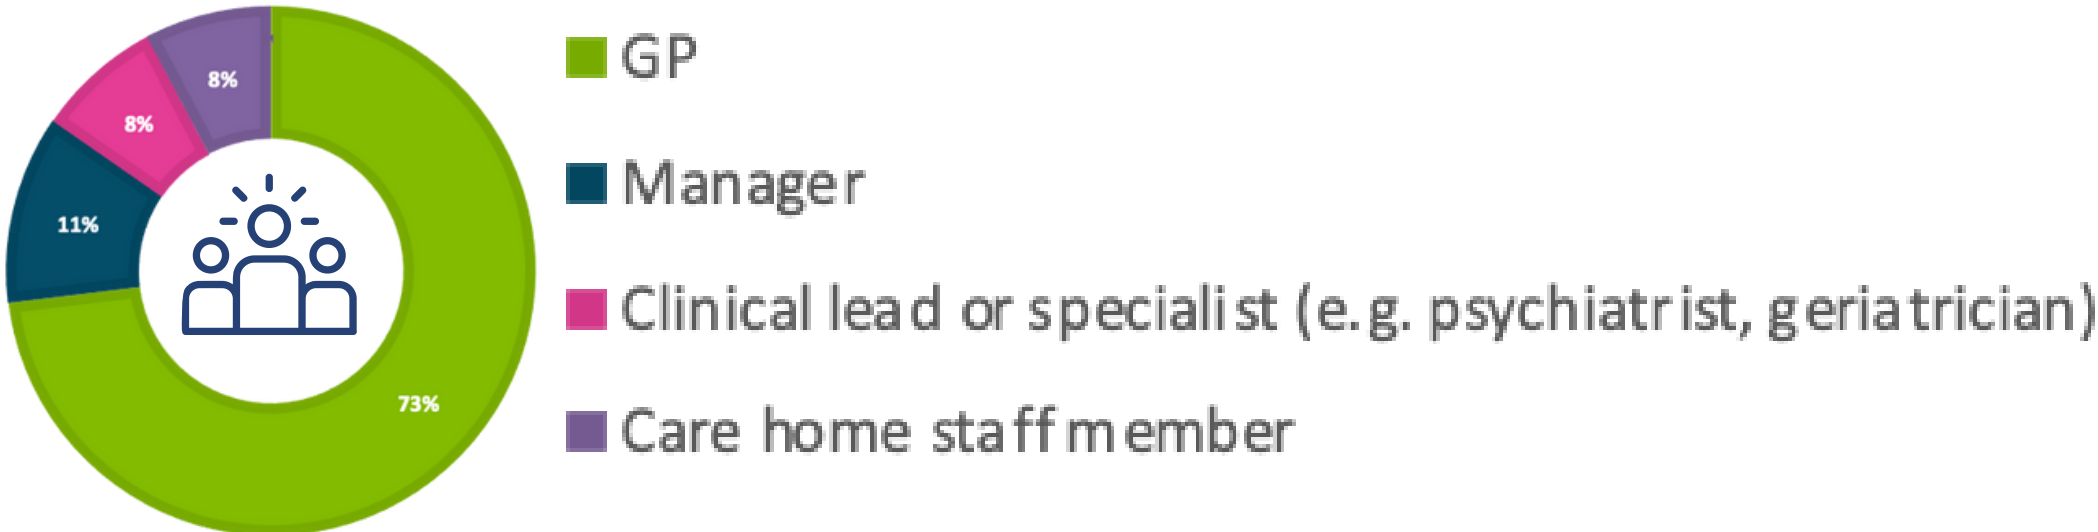 8%
8%
11%
73%
GP
Manager
Clinical lead or specialist (e.g. psychiatrist, geriatrician)
Care home staff member